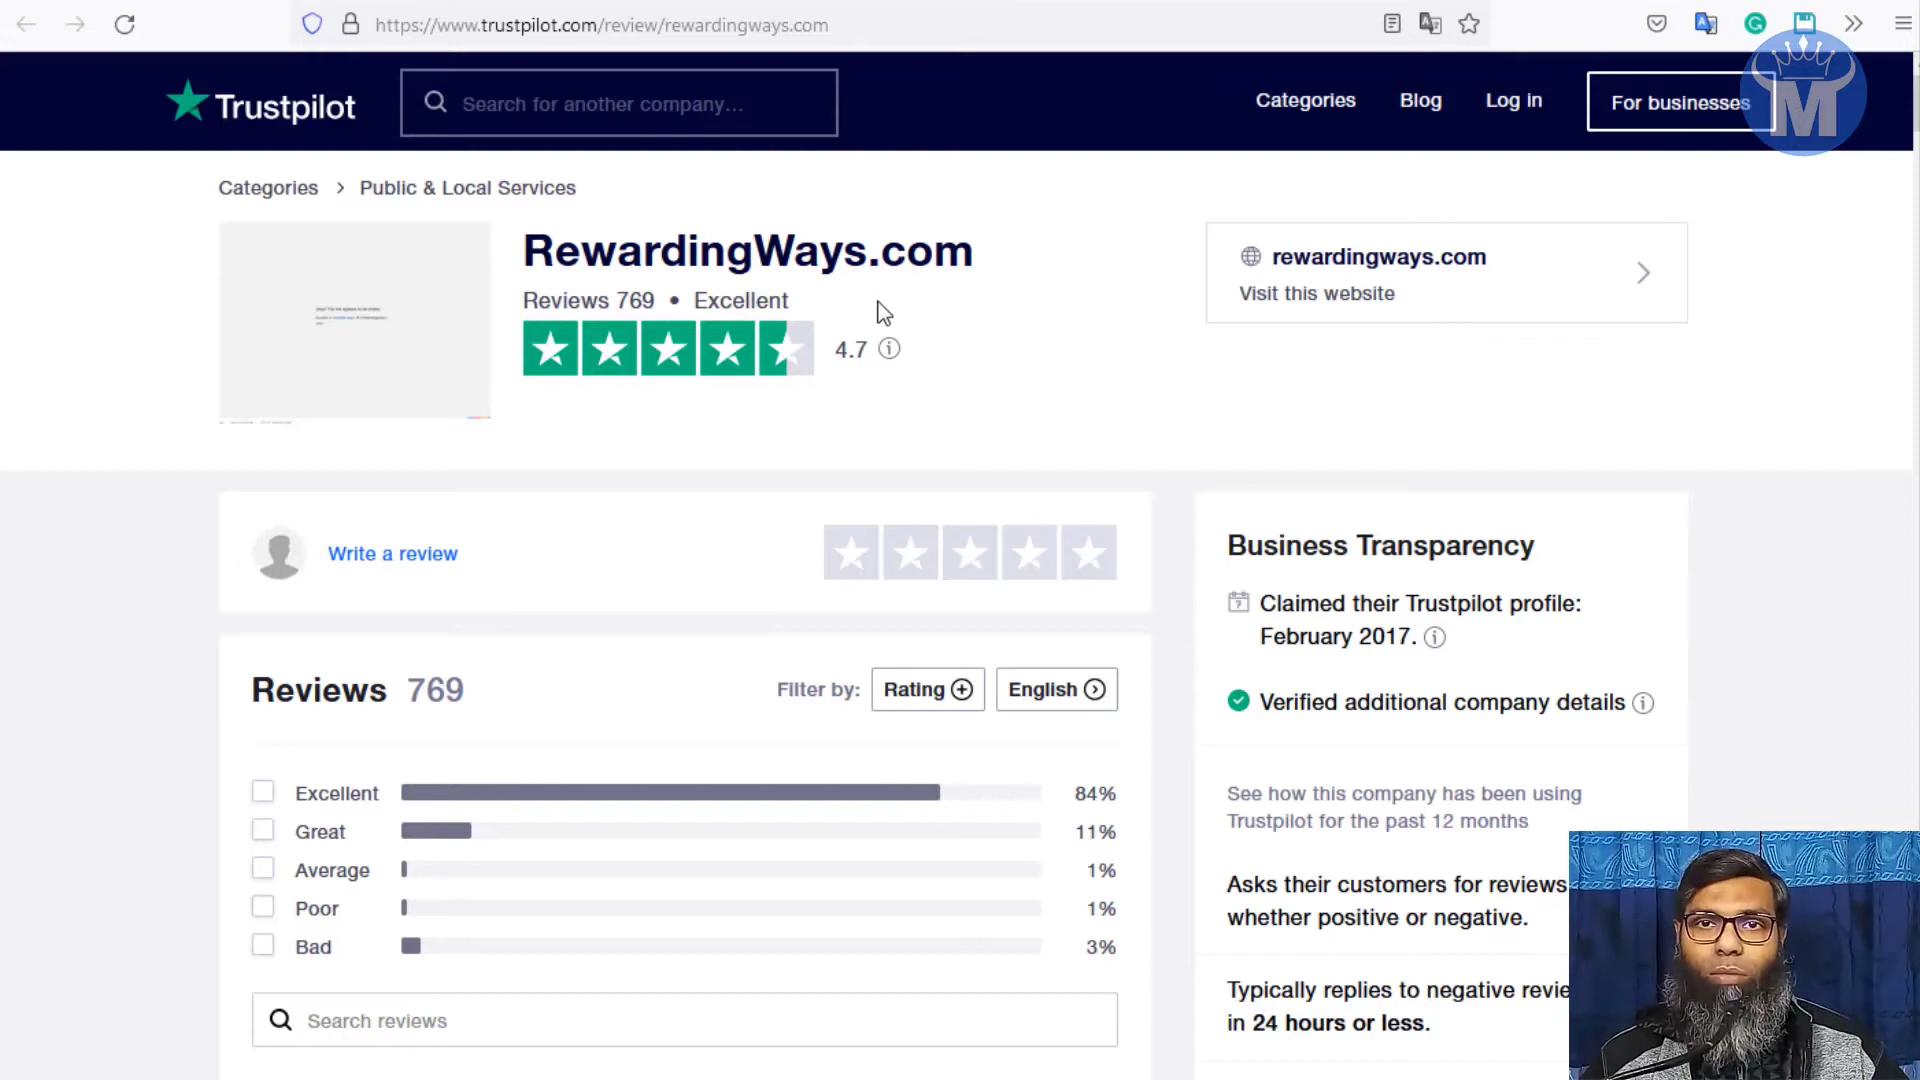 https://www.trustpilot.com/review/rewardingways.com
Trustpilot
Search for another company...
Categories
Blog
Log in
For businesses
M
Categories > Public & Local Services
RewardingWays.com
Reviews 769 • Excellent
4.7
rewardingways.com
Visit this website
Write a review
Business Transparency
Claimed their Trustpilot profile:
February 2017.
Verified additional company details
Reviews 769
Filter by:
Rating
English
Excellent 84%
Great 11%
Average 1%
Poor 1%
Bad 3%
Search reviews
See how this company has been using
Trustpilot for the past 12 months
Asks their customers for reviews
whether positive or negative.
Typically replies to negative revie
in 24 hours or less.